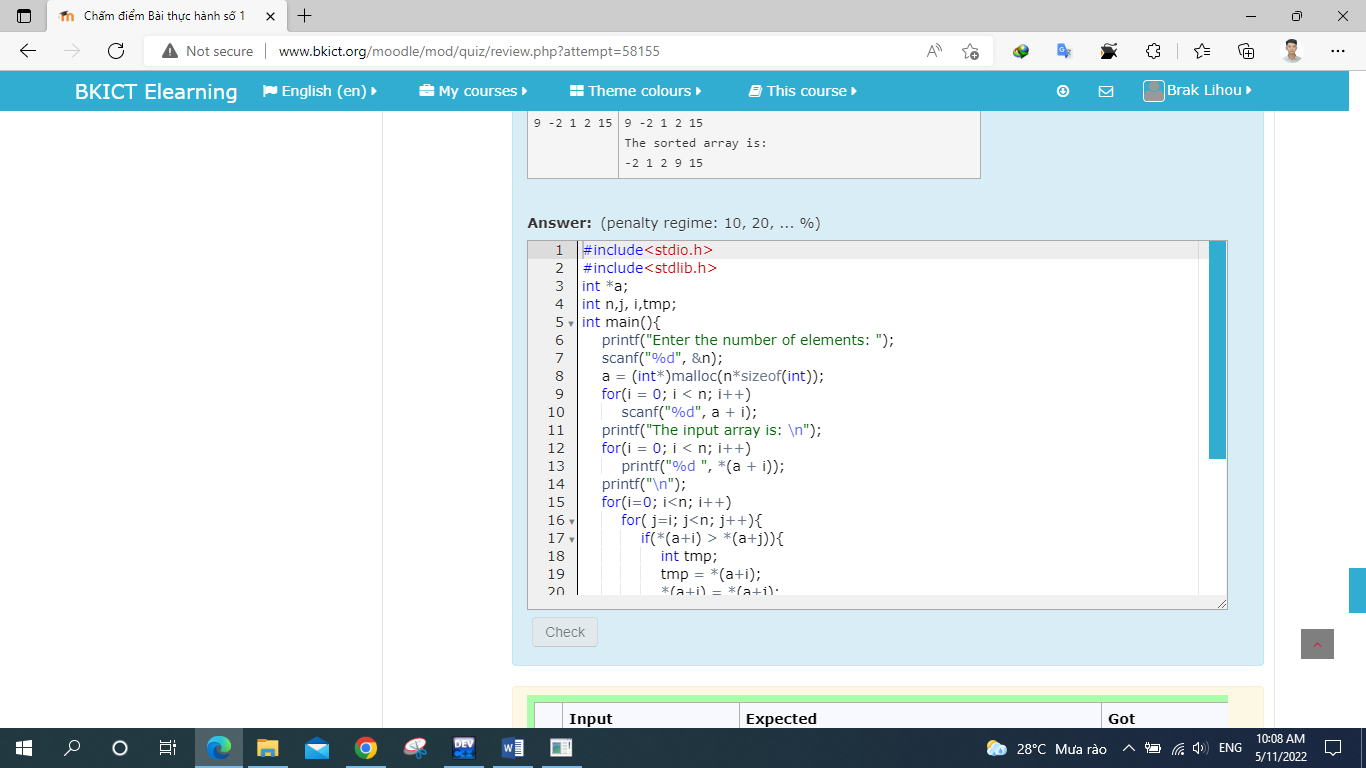 Chấm điểm Bài thực hành số 1
Not secure www.bkict.org/moodle/mod/quiz/review.php?attempt=58155
BKICT Elearning English (en) My courses Theme colours This course Brak Lihou
9 -2 1 2 15 9 -2 1 2 15
The sorted array is:
-2 1 2 9 15
Answer: (penalty regime: 10, 20, ... %)
1 #include<stdio.h>
2 #include<stdlib.h>
3 int *a;
4 int n,j, i,tmp;
5 int main(){
6 printf("Enter the number of elements: ");
7 scanf("%d", &n);
8 a = (int*)malloc(n*sizeof(int));
9 for(i = 0; i < n; i++)
10 scanf("%d", a + i);
11 printf("The input array is: \n");
12 for(i = 0; i < n; i++)
13 printf("%d ", *(a + i));
14 printf("\n");
15 for(i=0; i<n; i++)
16 for( j=i; j<n; j++){
17 if(*(a+i) > *(a+j)){
18 int tmp;
19 tmp = *(a+i);
20 *(a+i) = *(a+j);
Check
Input Expected Got
DEV
28°C Mưa rào ENG 10:08 AM
5/11/2022